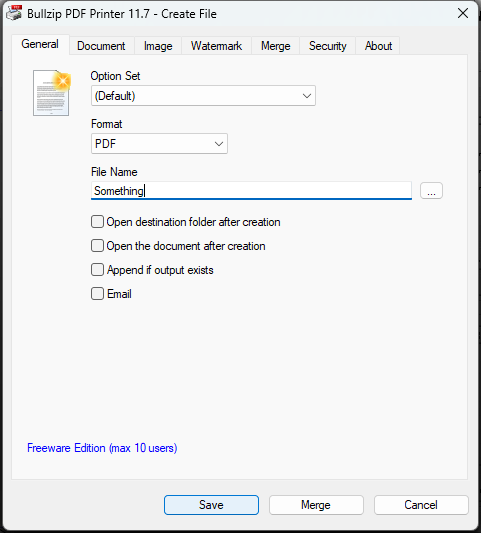 Bullzip PDF Printer 11.7 - Create File
General Document Image Watermark Merge Security About
Option Set
(Default)
Format
PDF
File Name
Something
...
Open destination folder after creation
Open the document after creation
Append if output exists
Email
Freeware Edition (max 10 users)
Save Merge Cancel